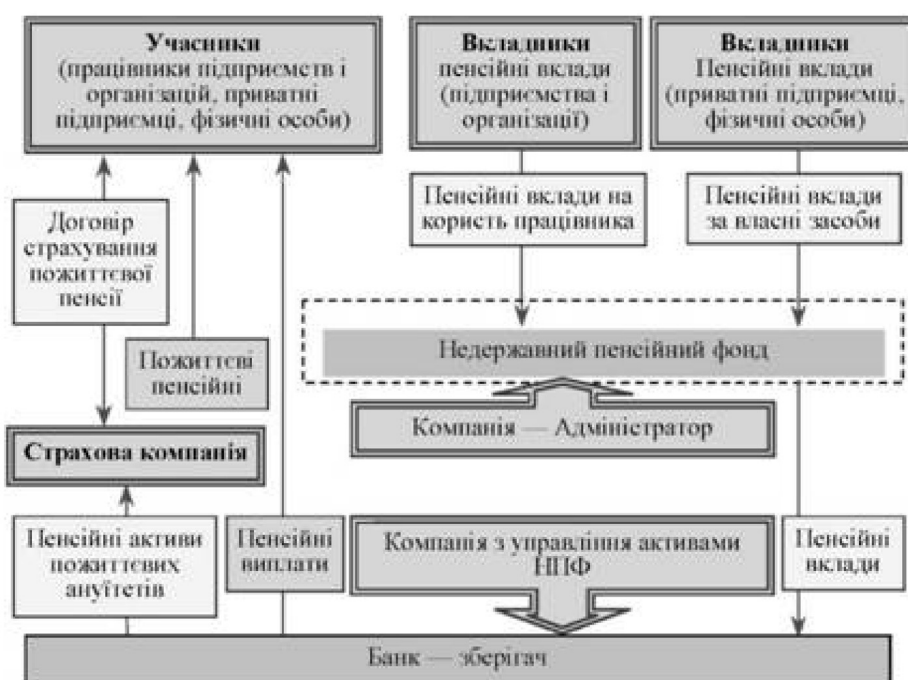 Учасники
(працівники підприємств і
організацій, приватні
підприємці, фізичні особи)
Вкладники
пенсійні вклади
(підприємства і
організації)
Вкладники
Пенсійні вклади
(приватні підприємці,
фізичні особи)
Договір
страхування
пожиттєвої
пенсії
Пенсійні вклади на
користь працівника
Пенсійні вклади
за власні засоби
Пожиттєві
пенсійні
Недержавний пенсійний фонд
Компанія — Адміністратор
Страхова компанія
Пенсійні активи
пожиттєвих
ануїтетів
Пенсійні
виплати
Компанія з управління активами
НПФ
Пенсійні
вклади
Банк — зберігач